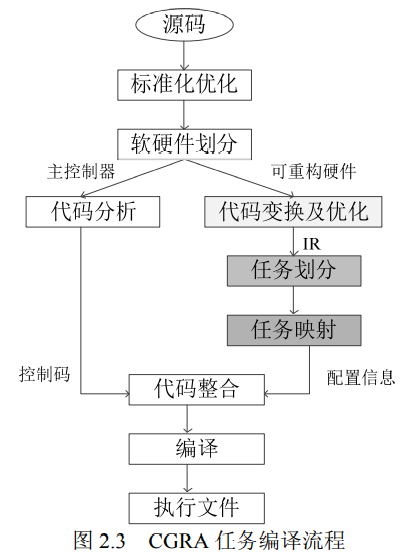 源码
标准化优化
软硬件划分
主控制器
可重构硬件
代码分析
代码变换及优化
IR
任务划分
任务映射
控制码
配置信息
代码整合
编译
执行文件
图 2.3 CGRA 任务编译流程